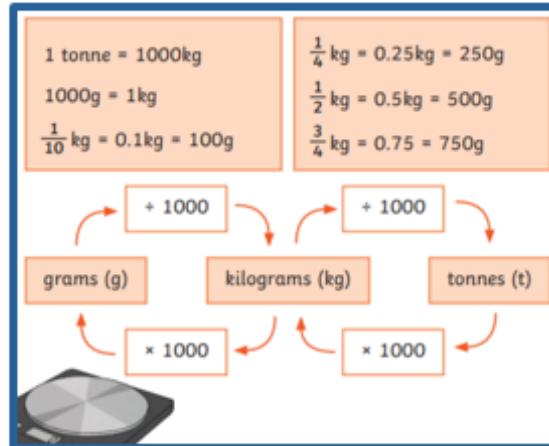 1 tonne = 1000kg
1000g = 1kg
1/10 kg = 0.1kg = 100g
1/4 kg = 0.25kg = 250g
1/2 kg = 0.5kg = 500g
3/4 kg = 0.75 = 750g
÷ 1000
÷ 1000
grams (g)
kilograms (kg)
tonnes (t)
× 1000
× 1000